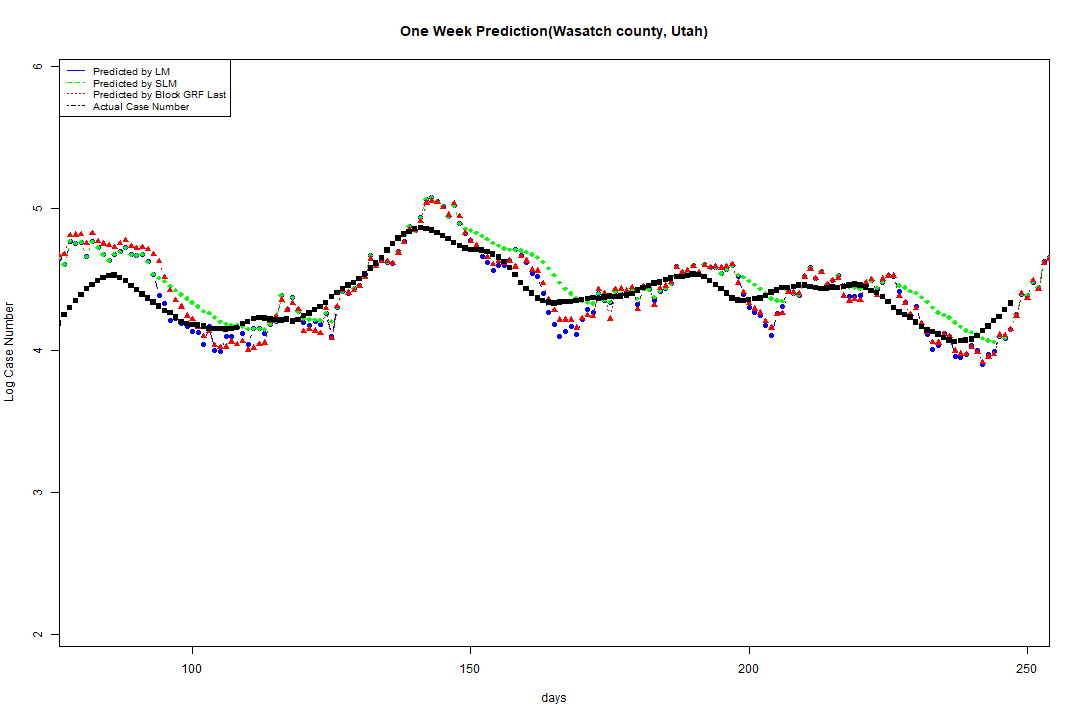 One Week Prediction(Wasatch county, Utah)
Predicted by LM
Predicted by SLM
Predicted by Block GRF Last
Actual Case Number
Log Case Number
6
5
4
3
2
100 150 200 250
days